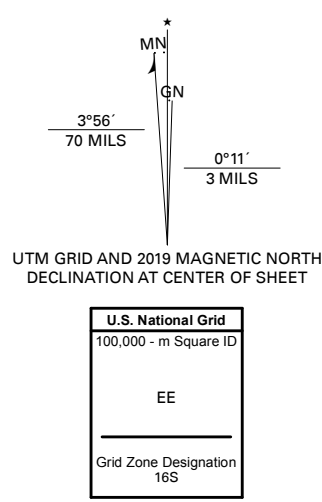 MN
GN
3°56´
70 MILS
0°11´
3 MILS
UTM GRID AND 2019 MAGNETIC NORTH
DECLINATION AT CENTER OF SHEET
U.S. National Grid
100,000 - m Square ID
EE
Grid Zone Designation
16S